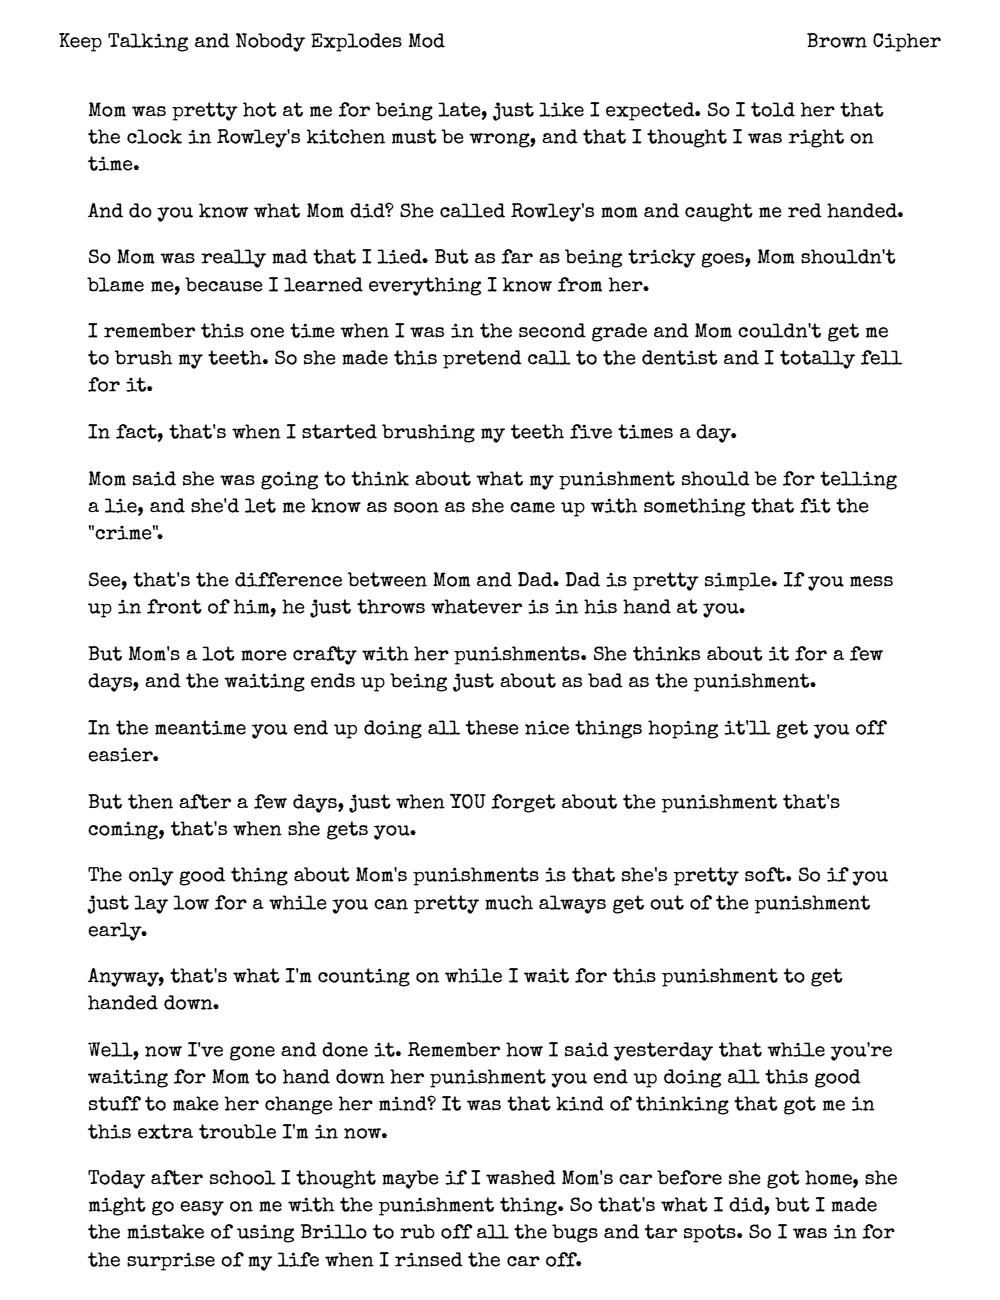 Keep Talking and Nobody Explodes Mod Brown Cipher
Mom was pretty hot at me for being late, just like I expected. So I told her that
the clock in Rowley's kitchen must be wrong, and that I thought I was right on
time.
And do you know what Mom did? She called Rowley's mom and caught me red handed.
So Mom was really mad that I lied. But as far as being tricky goes, Mom shouldn't
blame me, because I learned everything I know from her.
I remember this one time when I was in the second grade and Mom couldn't get me
to brush my teeth. So she made this pretend call to the dentist and I totally fell
for it.
In fact, that's when I started brushing my teeth five times a day.
Mom said she was going to think about what my punishment should be for telling
a lie, and she'd let me know as soon as she came up with something that fit the
"crime".
See, that's the difference between Mom and Dad. Dad is pretty simple. If you mess
up in front of him, he just throws whatever is in his hand at you.
But Mom's a lot more crafty with her punishments. She thinks about it for a few
days, and the waiting ends up being just about as bad as the punishment.
In the meantime you end up doing all these nice things hoping it'll get you off
easier.
But then after a few days, just when YOU forget about the punishment that's
coming, that's when she gets you.
The only good thing about Mom's punishments is that she's pretty soft. So if you
just lay low for a while you can pretty much always get out of the punishment
early.
Anyway, that's what I'm counting on while I wait for this punishment to get
handed down.
Well, now I've gone and done it. Remember how I said yesterday that while you're
waiting for Mom to hand down her punishment you end up doing all this good
stuff to make her change her mind? It was that kind of thinking that got me in
this extra trouble I'm in now.
Today after school I thought maybe if I washed Mom's car before she got home, she
might go easy on me with the punishment thing. So that's what I did, but I made
the mistake of using Brillo to rub off all the bugs and tar spots. So I was in for
the surprise of my life when I rinsed the car off.